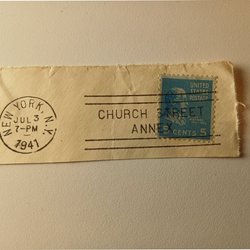 NEW YORK, N.Y.
JUL 3
7-PM
1941
CHURCH STREET
ANNEX
UNITED
STATES
POSTAGE
CENTS 5